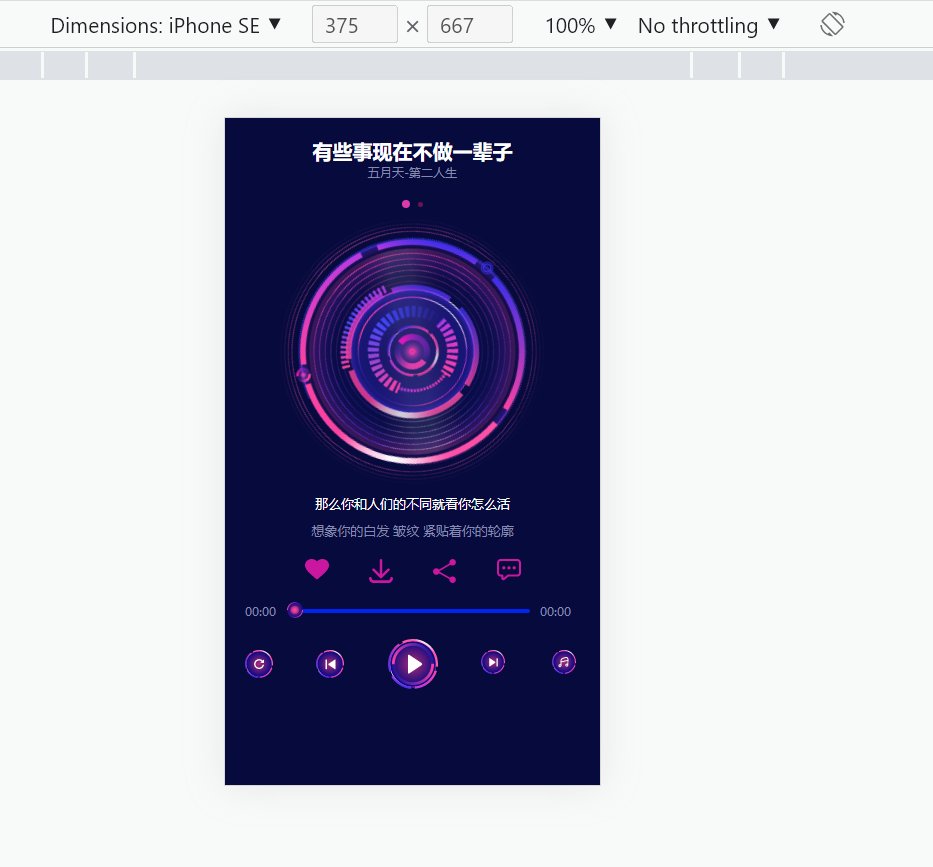 Dimensions: iPhone SE ▼ 375 × 667 100% ▼ No throttling ▼
有些事现在不做一辈子
五月天-第二人生
那么你和人们的不同就看你怎么活
想象你的白发 皱纹 紧贴着你的轮廓
00:00 00:00